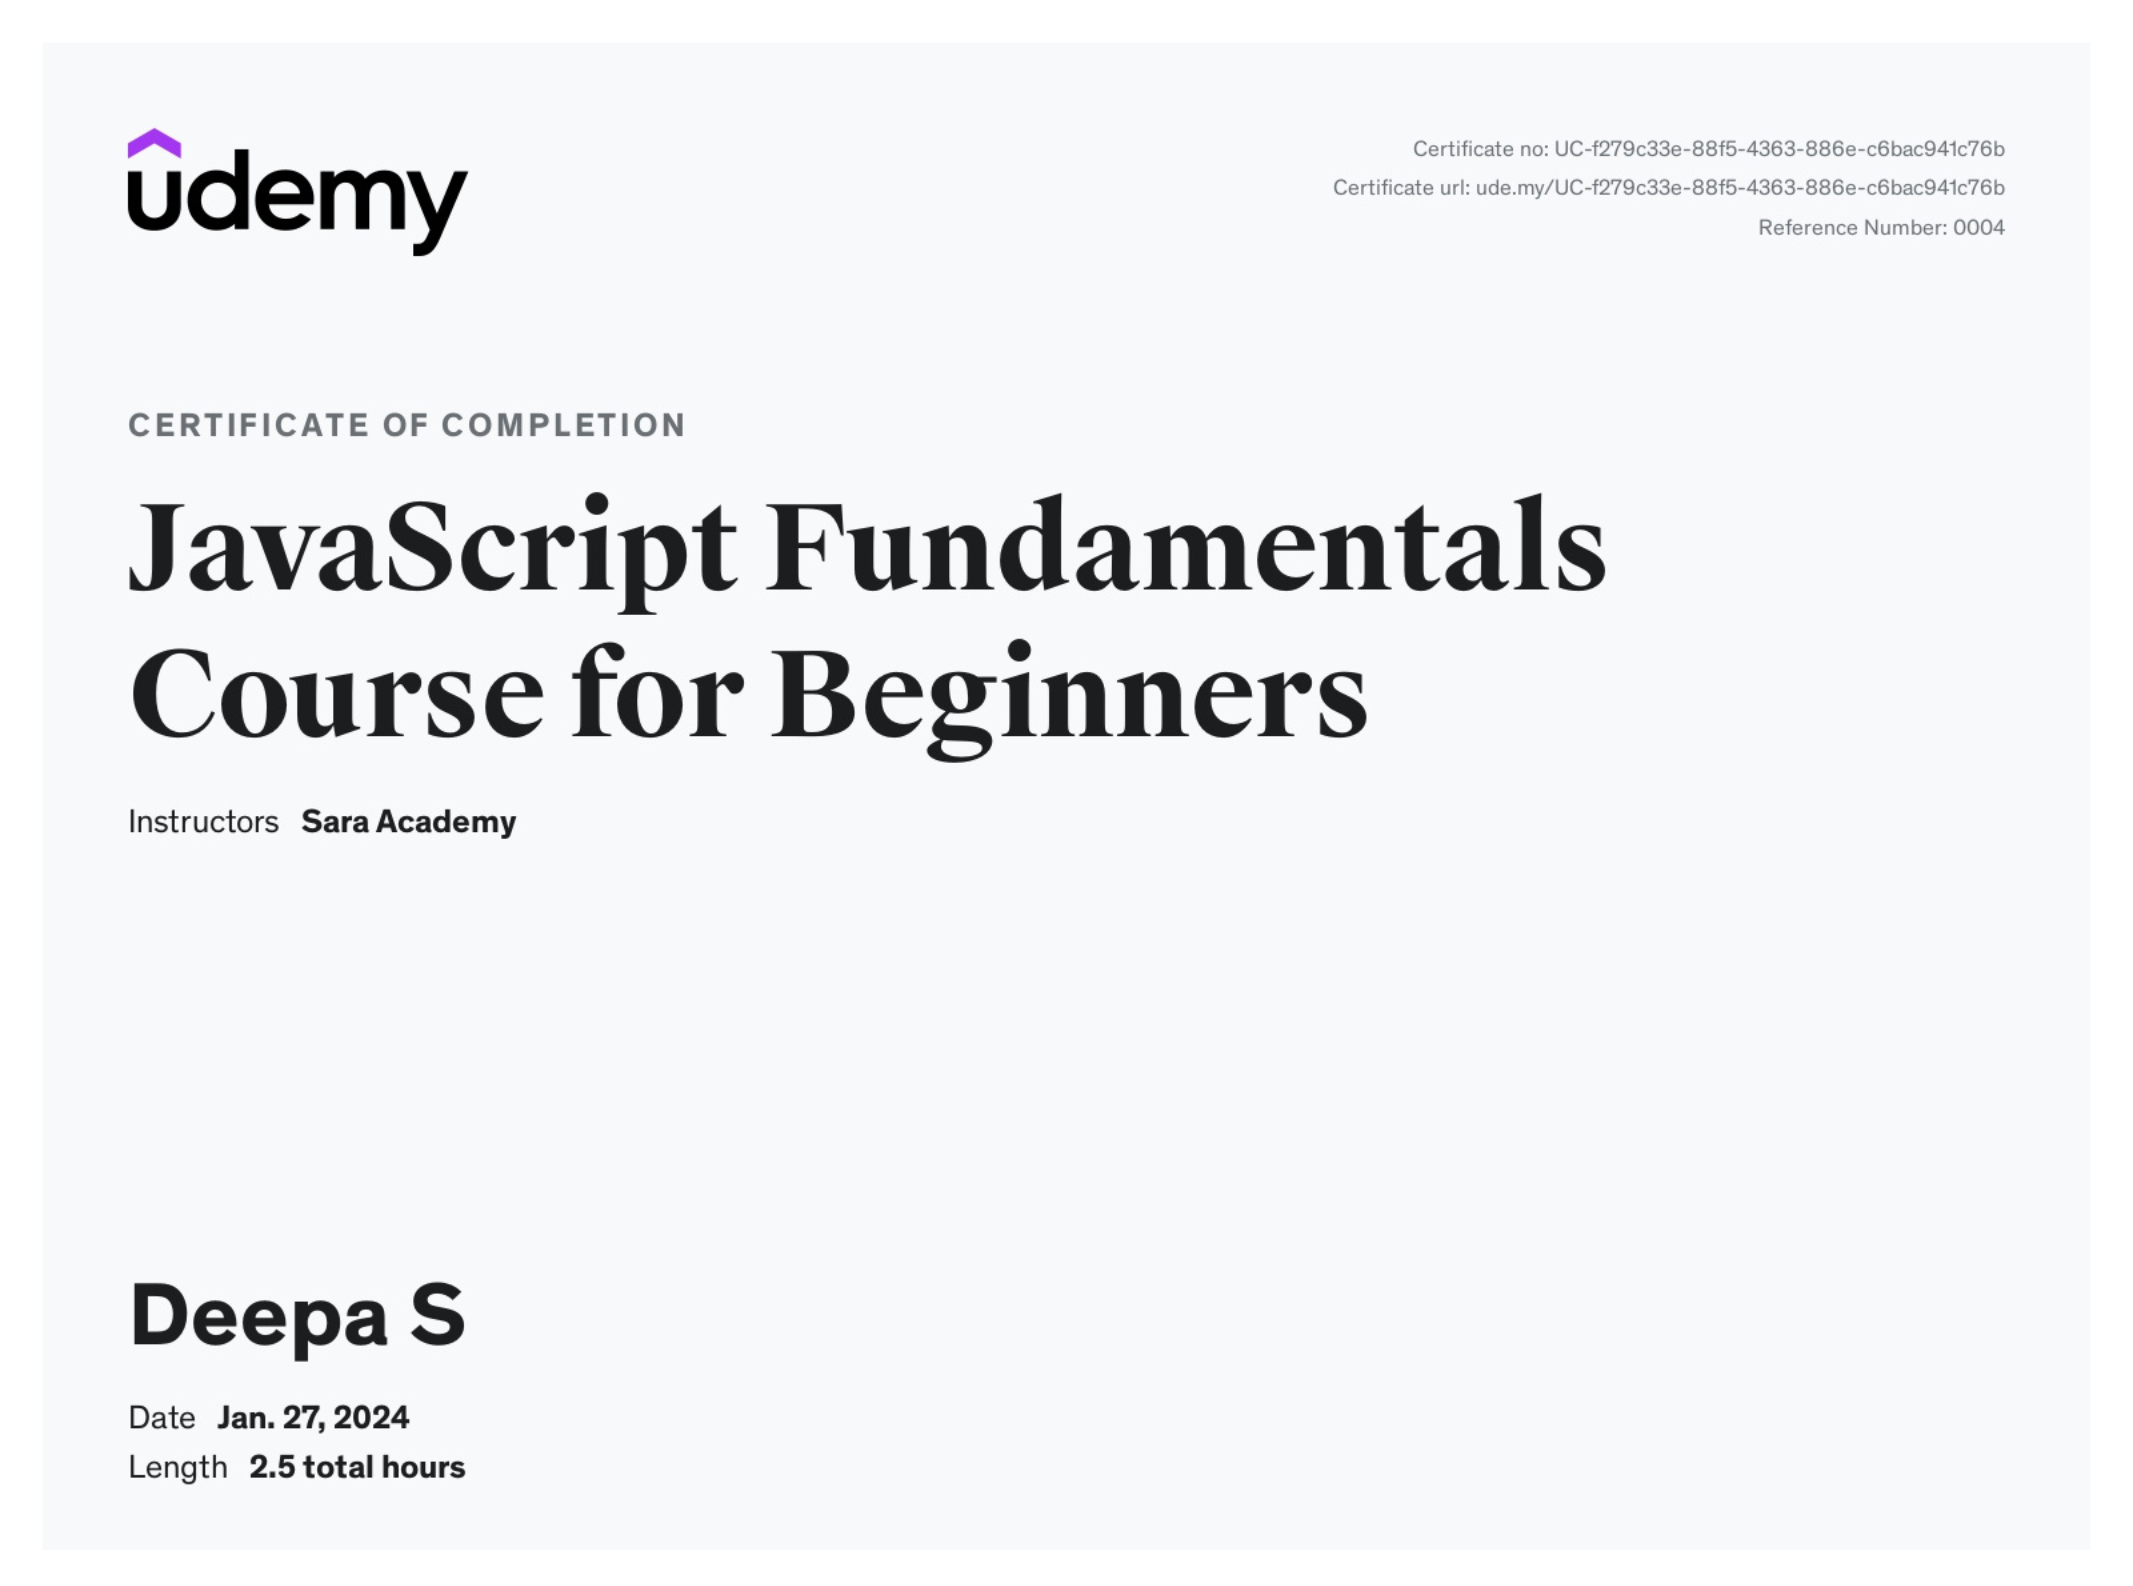 udemy
Certificate no: UC-f279c33e-88f5-4363-886e-c6bac941c76b
Certificate url: ude.my/UC-f279c33e-88f5-4363-886e-c6bac941c76b
Reference Number: 0004
CERTIFICATE OF COMPLETION
JavaScript Fundamentals
Course for Beginners
Instructors Sara Academy
Deepa S
Date Jan. 27, 2024
Length 2.5 total hours